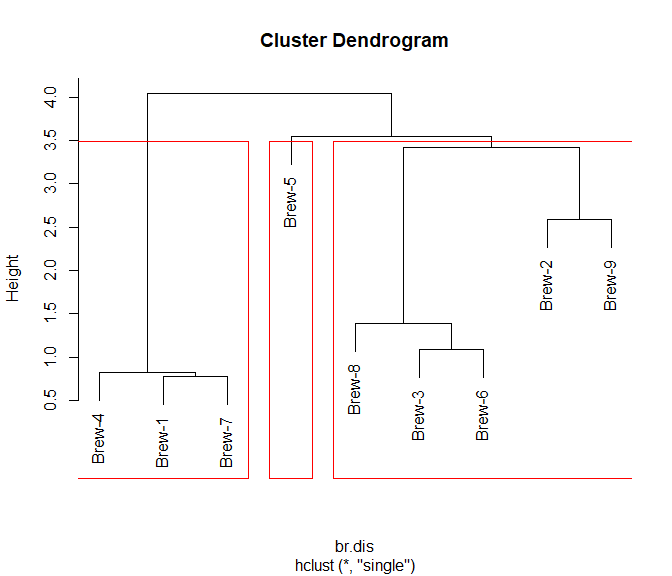 Cluster Dendrogram
Height
4.0
3.5
3.0
2.5
2.0
1.5
1.0
0.5
Brew-4
Brew-1
Brew-7
Brew-5
Brew-8
Brew-3
Brew-6
Brew-2
Brew-9
br.dis
hclust (*, "single")